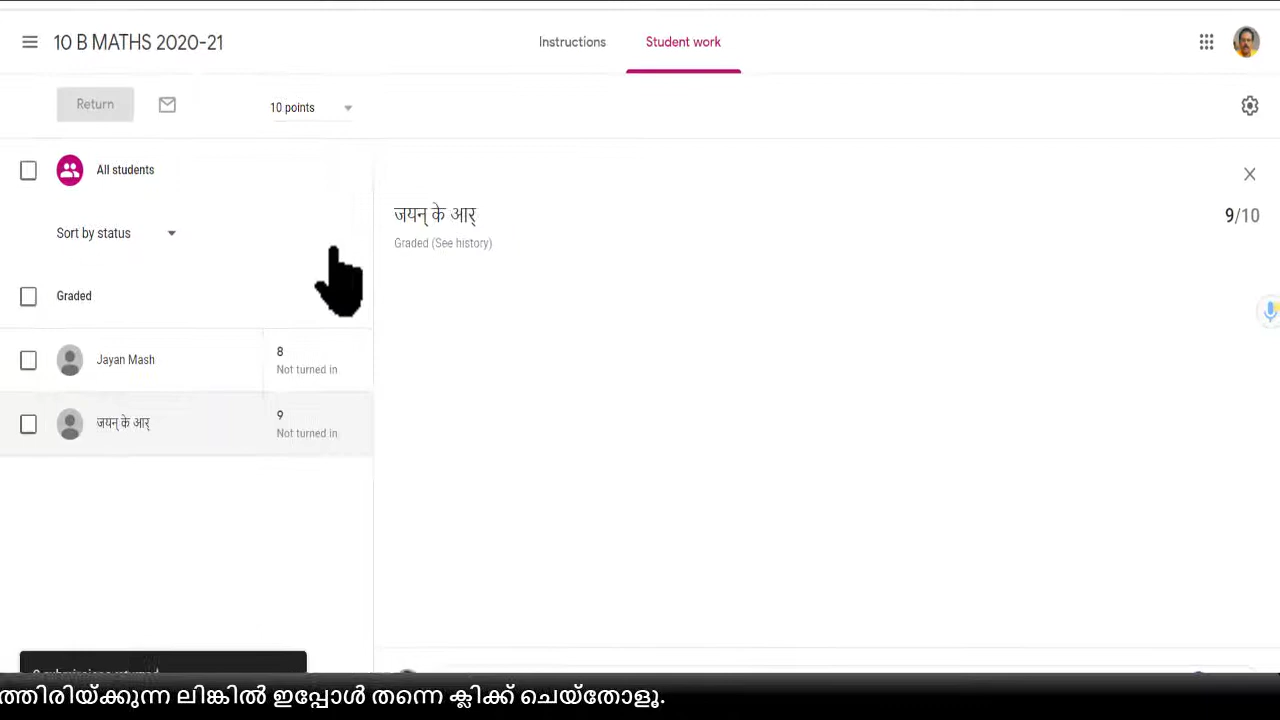 10 B MATHS 2020-21
Instructions
Student work
Return
10 points
All students
Sort by status
जयन् के आर्
9/10
Graded (See history)
Graded
Jayan Mash
8
Not turned in
जयन् के आर्
9
Not turned in
ത്തിരിയ്ക്കുന്ന ലിങ്കിൽ ഇപ്പോൾ തന്നെ ക്ലിക്ക് ചെയ്തോളൂ.